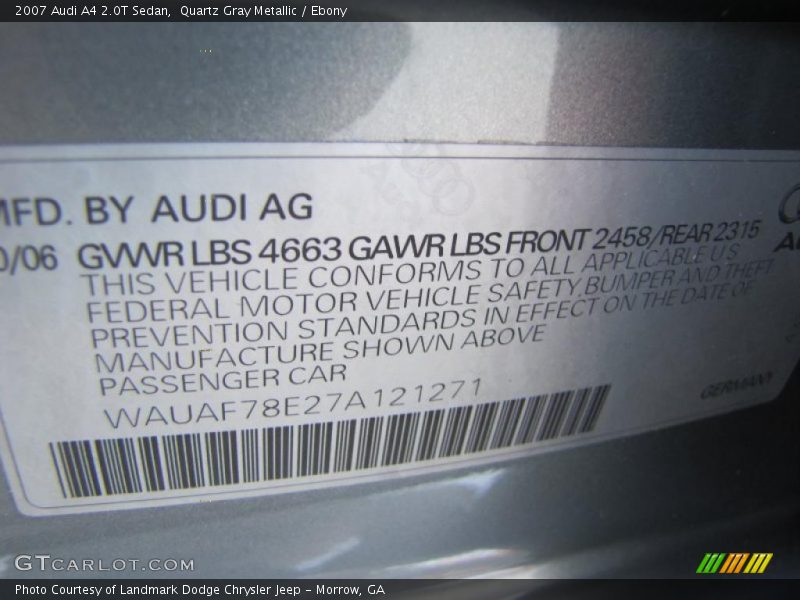 2007 Audi A4 2.0T Sedan, Quartz Gray Metallic / Ebony
MFD. BY AUDI AG
0/06 GVWR LBS 4663 GAWR LBS FRONT 2458/REAR 2315
THIS VEHICLE CONFORMS TO ALL APPLICABLE U S
FEDERAL MOTOR VEHICLE SAFETY, BUMPER AND THEFT
PREVENTION STANDARDS IN EFFECT ON THE DATE OF
MANUFACTURE SHOWN ABOVE
PASSENGER CAR
WAUAF78E27A121271
GERMANY
GTCARLOT.COM
Photo Courtesy of Landmark Dodge Chrysler Jeep - Morrow, GA